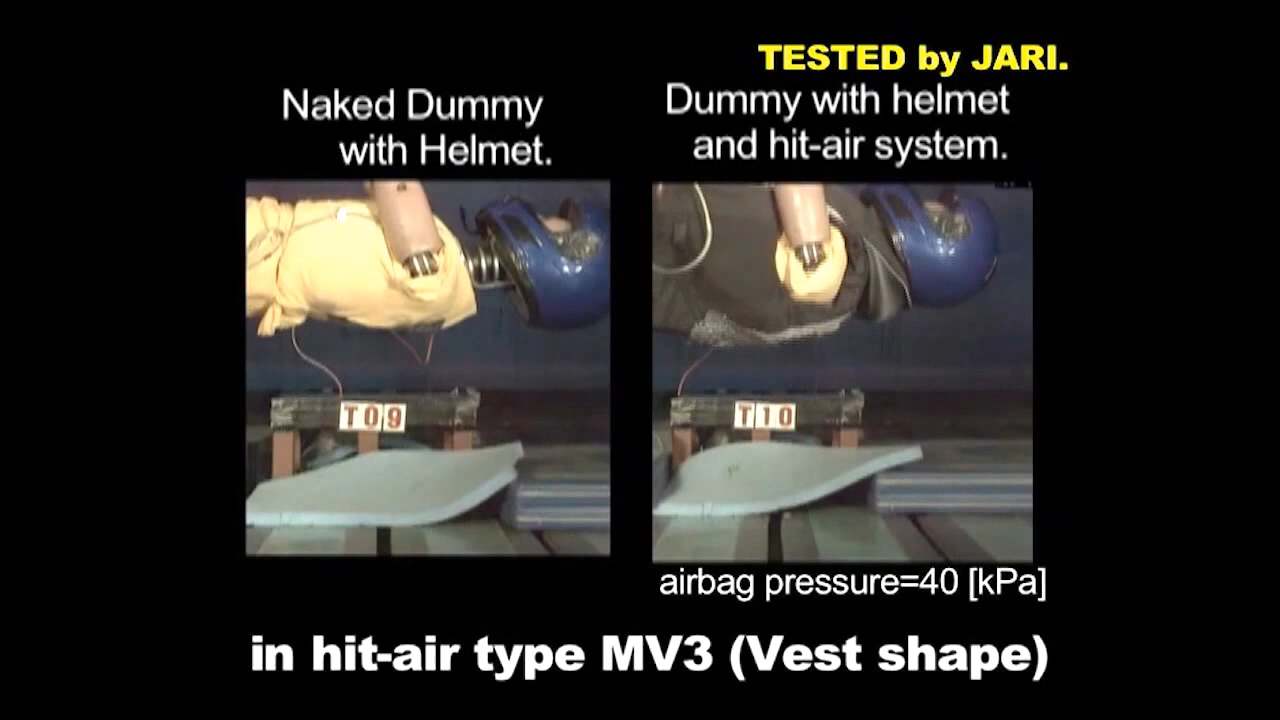 TESTED by JARI.
Naked Dummy
with Helmet.
Dummy with helmet
and hit-air system.
T09
T10
airbag pressure=40 [kPa]
in hit-air type MV3 (Vest shape)